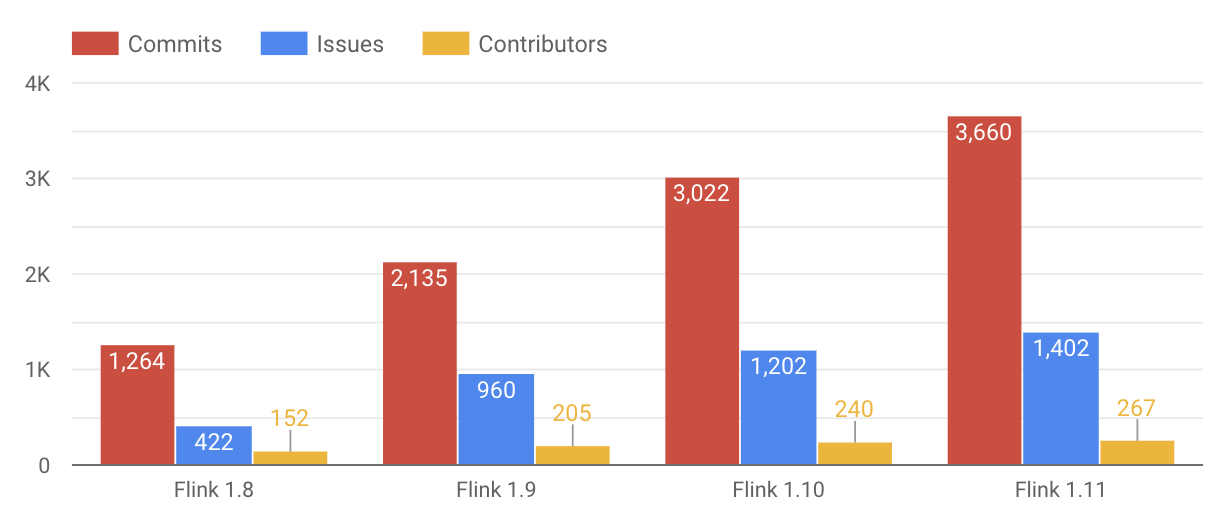 Commits Issues Contributors
4K
3,660
3K
3,022
2K
2,135
1,402
1K
1,264
1,202
960
422
152
205
240
267
0
Flink 1.8 Flink 1.9 Flink 1.10 Flink 1.11